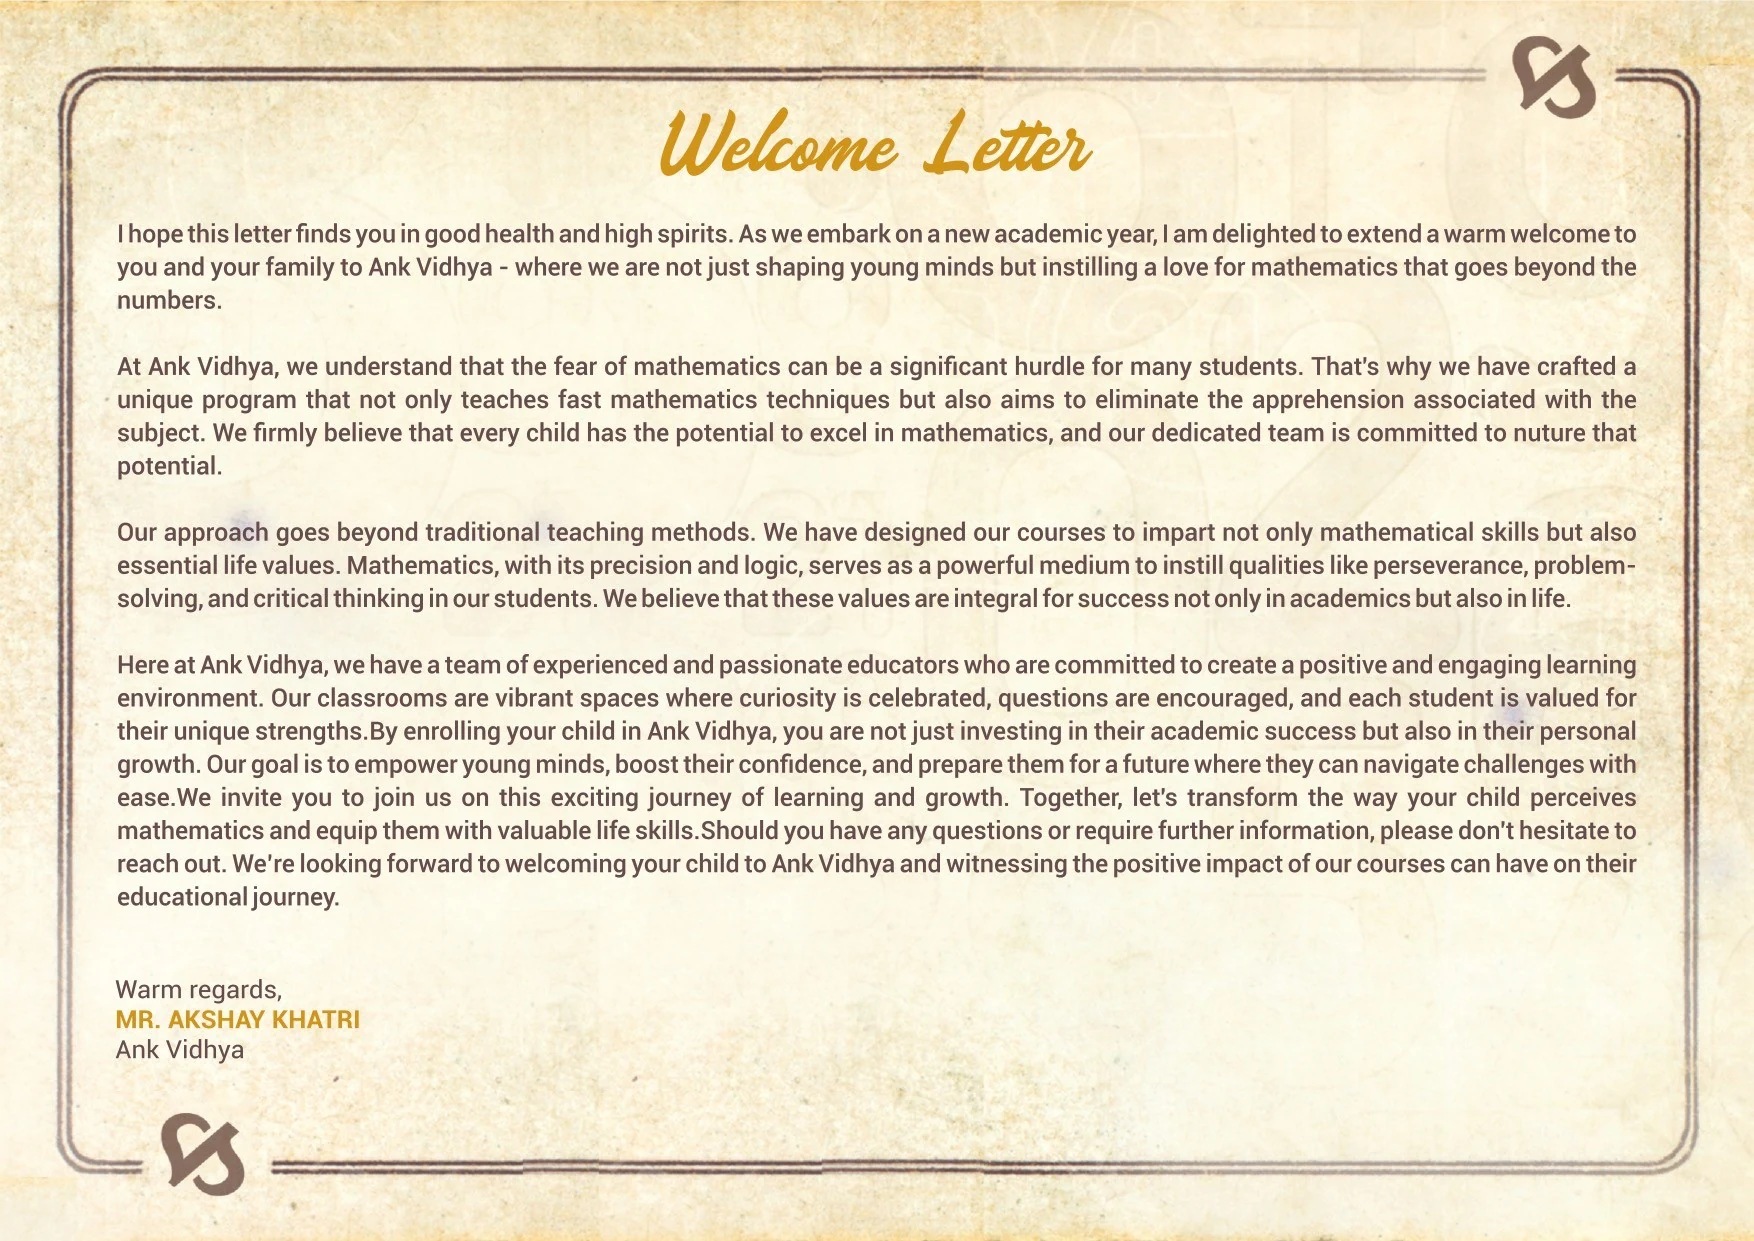 Welcome Letter
I hope this letter finds you in good health and high spirits. As we embark on a new academic year, I am delighted to extend a warm welcome to
you and your family to Ank Vidhya - where we are not just shaping young minds but instilling a love for mathematics that goes beyond the
numbers.
At Ank Vidhya, we understand that the fear of mathematics can be a significant hurdle for many students. That's why we have crafted a
unique program that not only teaches fast mathematics techniques but also aims to eliminate the apprehension associated with the
subject. We firmly believe that every child has the potential to excel in mathematics, and our dedicated team is committed to nuture that
potential.
Our approach goes beyond traditional teaching methods. We have designed our courses to impart not only mathematical skills but also
essential life values. Mathematics, with its precision and logic, serves as a powerful medium to instill qualities like perseverance, problem-
solving, and critical thinking in our students. We believe that these values are integral for success not only in academics but also in life.
Here at Ank Vidhya, we have a team of experienced and passionate educators who are committed to create a positive and engaging learning
environment. Our classrooms are vibrant spaces where curiosity is celebrated, questions are encouraged, and each student is valued for
their unique strengths.By enrolling your child in Ank Vidhya, you are not just investing in their academic success but also in their personal
growth. Our goal is to empower young minds, boost their confidence, and prepare them for a future where they can navigate challenges with
ease.We invite you to join us on this exciting journey of learning and growth. Together, let's transform the way your child perceives
mathematics and equip them with valuable life skills.Should you have any questions or require further information, please don't hesitate to
reach out. We're looking forward to welcoming your child to Ank Vidhya and witnessing the positive impact of our courses can have on their
educational journey.
Warm regards,
MR. AKSHAY KHATRI
Ank Vidhya